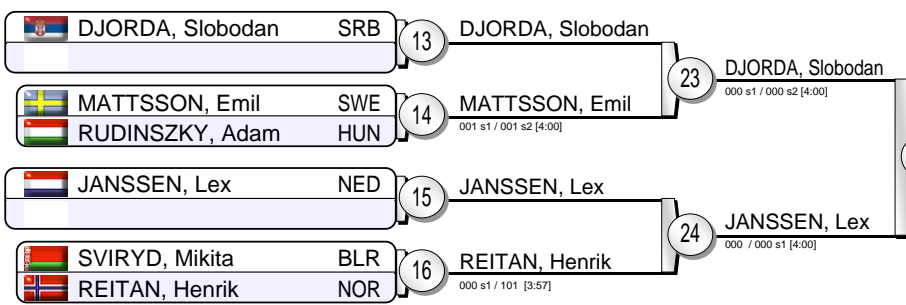 DJORDA, Slobodan SRB
13
DJORDA, Slobodan
MATTSSON, Emil SWE
RUDINSZKY, Adam HUN
14
MATTSSON, Emil
001 s1 / 001 s2 [4:00]
23
DJORDA, Slobodan
000 s1 / 000 s2 [4:00]
JANSSEN, Lex NED
15
JANSSEN, Lex
SVIRYD, Mikita BLR
REITAN, Henrik NOR
16
REITAN, Henrik
000 s1 / 101 [3:57]
24
JANSSEN, Lex
000 / 000 s1 [4:00]